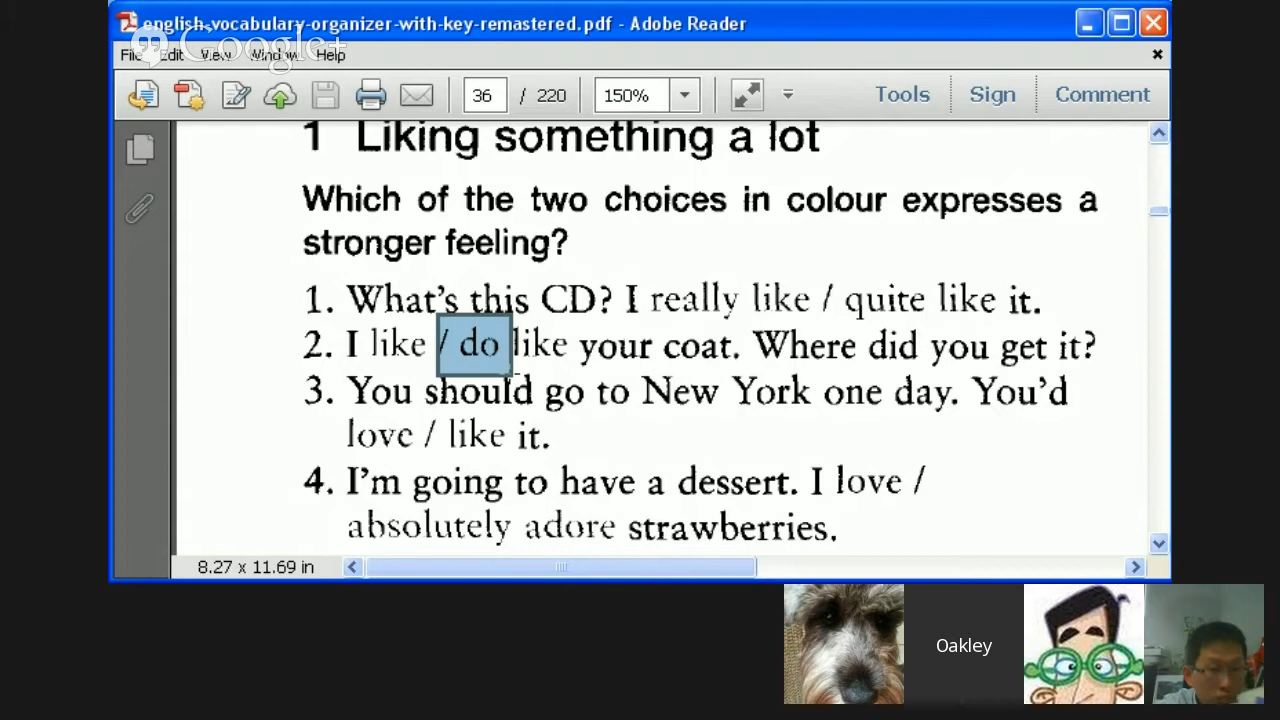 english-vocabulary-organizer-with-key-remastered.pdf - Adobe Reader
Google+
File Edit View Window Help
36 / 220 150% Tools Sign Comment
1 Liking something a lot
Which of the two choices in colour expresses a
stronger feeling?
1. What's this CD? I really like / quite like it.
2. I like / do like your coat. Where did you get it?
3. You should go to New York one day. You'd
love / like it.
4. I'm going to have a dessert. I love /
absolutely adore strawberries.
8.27 x 11.69 in
Oakley